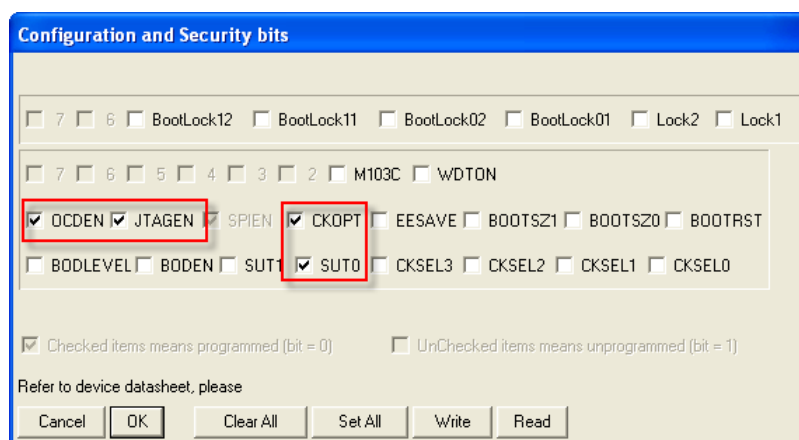 Configuration and Security bits
7 6 BootLock12 BootLock11 BootLock02 BootLock01 Lock2 Lock1
7 6 5 4 3 2 M103C WDTON
OCDEN JTAGEN SPIEN CKOPT EESAVE BOOTSZ1 BOOTSZ0 BOOTRST
BODLEVEL BODEN SUT1 SUT0 CKSEL3 CKSEL2 CKSEL1 CKSEL0
Checked items means programmed (bit = 0) UnChecked items means unprogrammed (bit = 1)
Refer to device datasheet, please
Cancel OK Clear All Set All Write Read